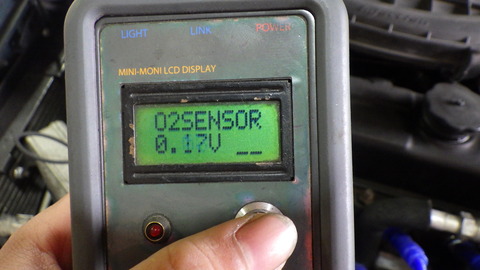 LIGHT LINK POWER
MINI-MONI LCD DISPLAY
O2SENSOR
0.17V __